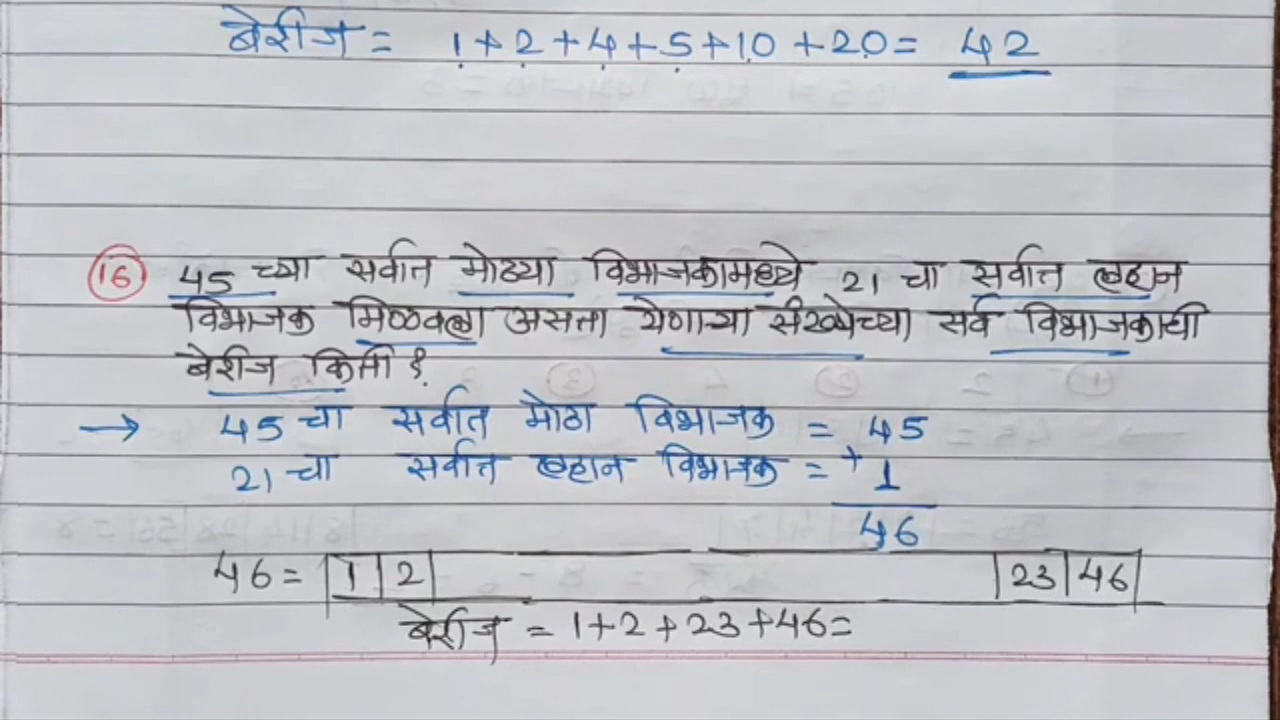 बेरीज = 1+2+4+5+10+20= 42
16 45 च्या सर्वात मोठ्या विभाजकामध्ये 21 चा सर्वात लहान
विभाजक मिळवला असता येणाऱ्या संख्येच्या सर्व विभाजकाची
बेरीज किती ?
→ 45 चा सर्वात मोठा विभाजक = 45
21 चा सर्वात लहान विभाजक = + 1
46
46 = 1 2 23 46
बेरीज = 1+2+23+46=